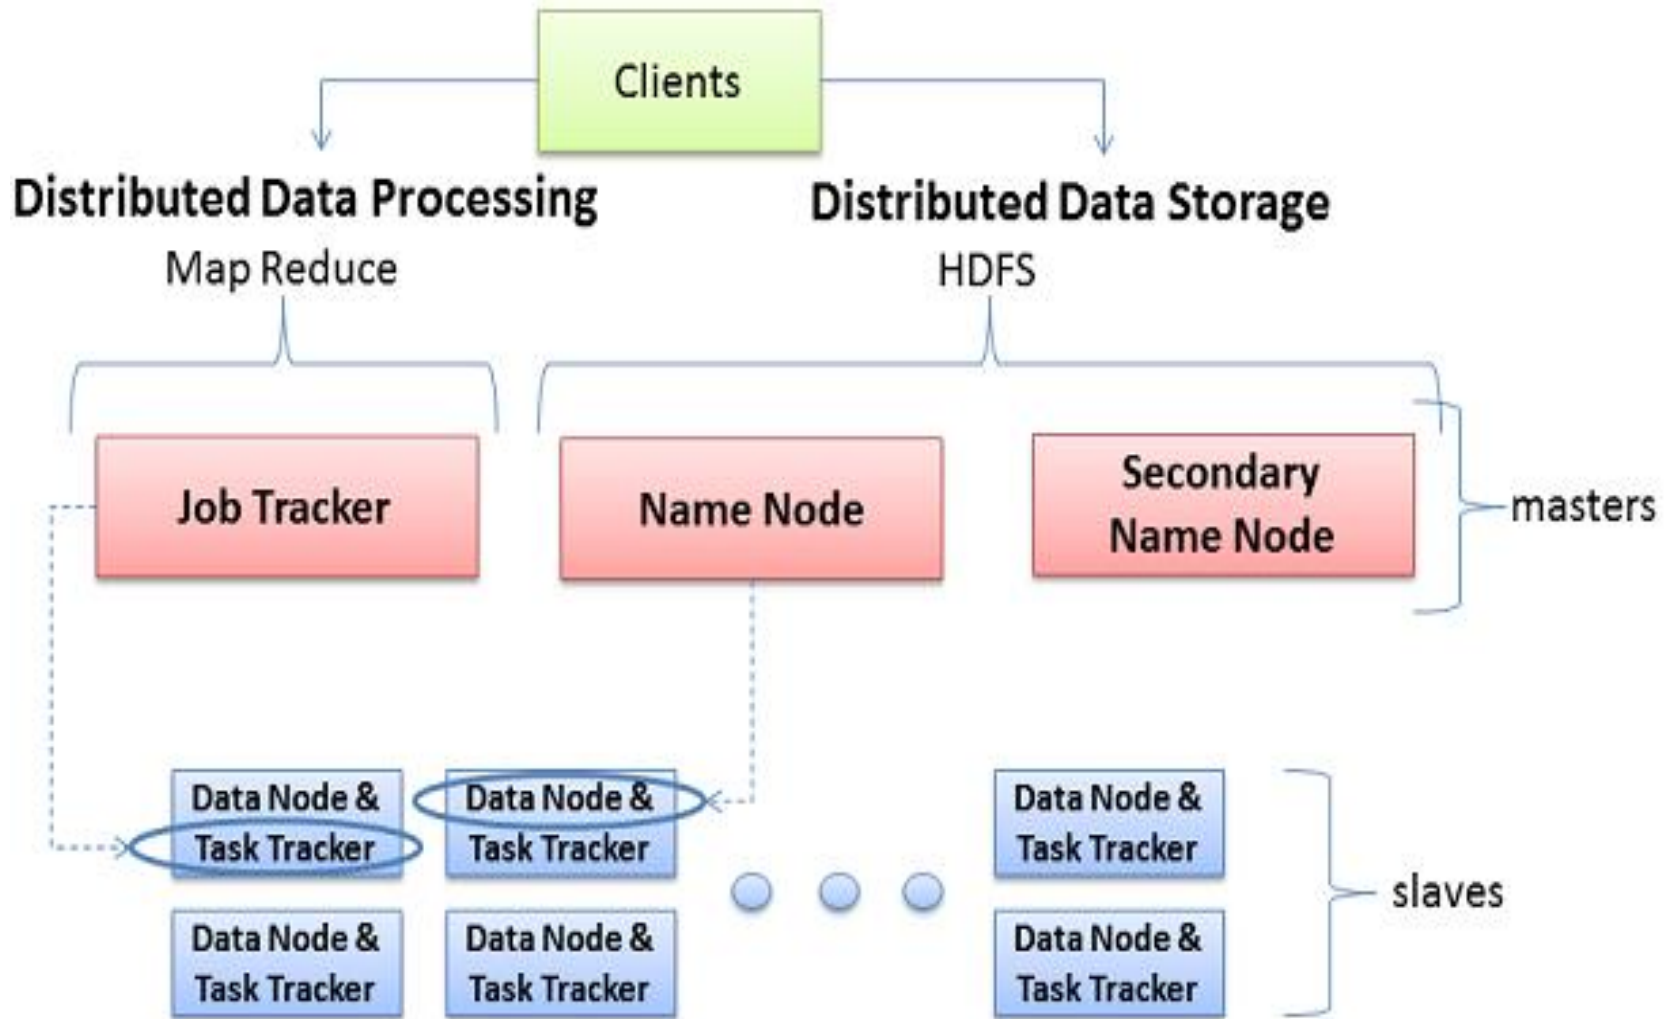 Clients
Distributed Data Processing
Distributed Data Storage
Map Reduce
HDFS
Job Tracker
Name Node
Secondary
Name Node
masters
Data Node &
Task Tracker
Data Node &
Task Tracker
Data Node &
Task Tracker
slaves
Data Node &
Task Tracker
Data Node &
Task Tracker
Data Node &
Task Tracker